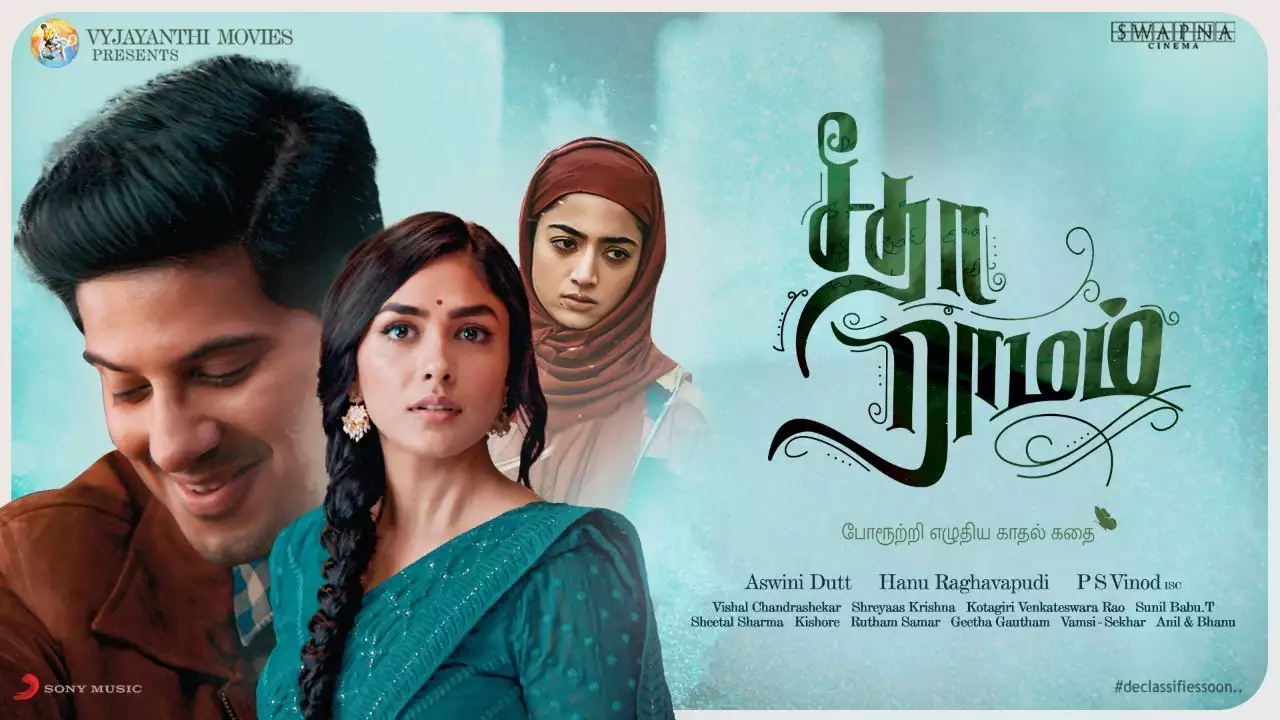 VYJAYANTHI MOVIES
PRESENTS
SWAPNA
CINEMA
சீதா
ராமம்
போரூற்றி எழுதிய காதல் கதை
Aswini Dutt Hanu Raghavapudi P S Vinod ISC
Vishal Chandrashekar Shreyaas Krishna Kotagiri Venkateswara Rao Sunil Babu.T
Sheetal Sharma Kishore Rutham Samar Geetha Gautham Vamsi-Sekhar Anil & Bhanu
SONY MUSIC
#declassifiessoon..